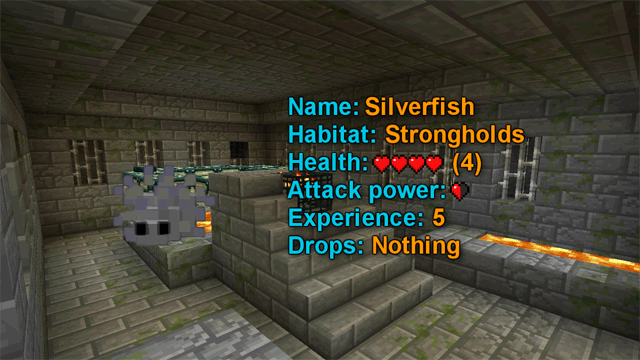 Name: Silverfish
Habitat: Strongholds
Health: (4)
Attack power:
Experience: 5
Drops: Nothing